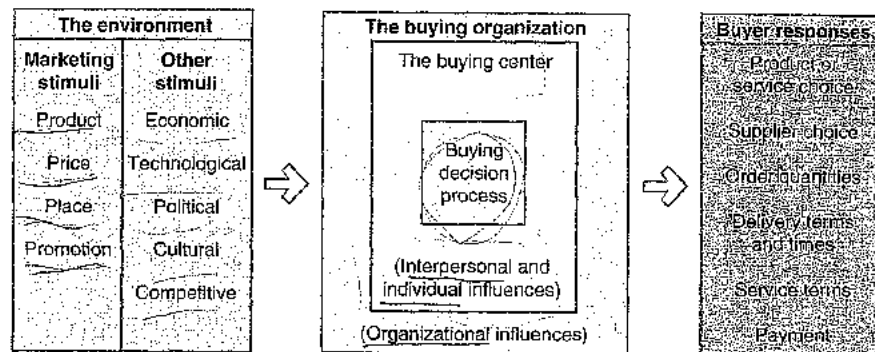 The environment
Marketing
stimuli
Product
Price
Place
Promotion
Other
stimuli
Economic
Technological
Political
Cultural
Competitive
The buying organization
The buying center
Buying
decision
process
(Interpersonal and
individual influences)
(Organizational influences)
Buyer responses
Product or
service choice
Supplier choice
Order quantities
Delivery terms
and times
Service terms
Payment